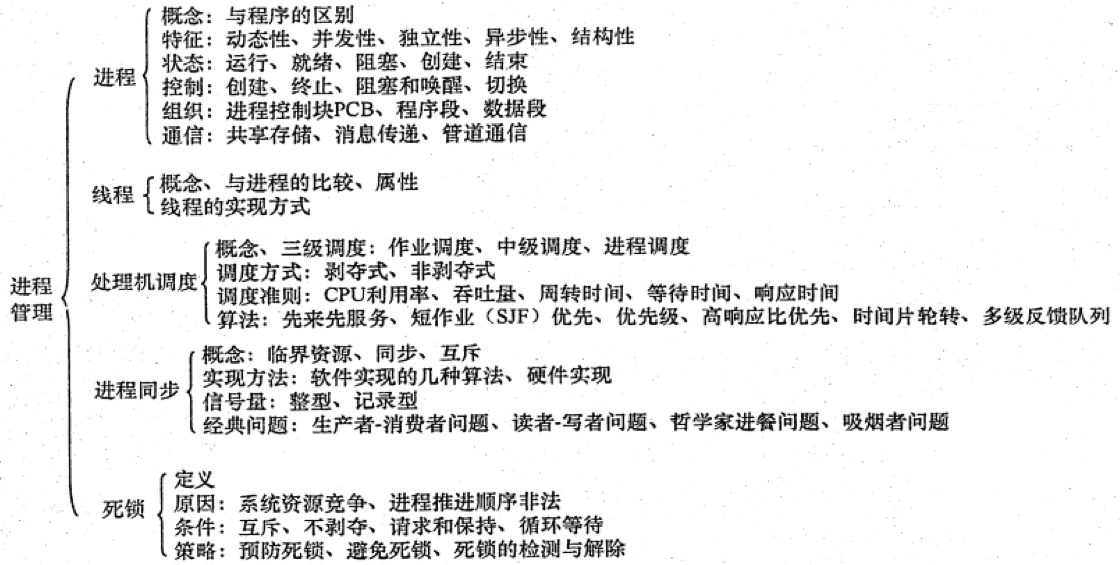 概念：与程序的区别
特征：动态性、并发性、独立性、异步性、结构性
进程
状态：运行、就绪、阻塞、创建、结束
控制：创建、终止、阻塞和唤醒、切换
组织：进程控制块PCB、程序段、数据段
通信：共享存储、消息传递、管道通信
线程
概念、与进程的比较、属性
线程的实现方式
进程
管理
处理机调度
概念、三级调度：作业调度、中级调度、进程调度
调度方式：剥夺式、非剥夺式
调度准则：CPU利用率、吞吐量、周转时间、等待时间、响应时间
算法：先来先服务、短作业（SJF）优先、优先级、高响应比优先、时间片轮转、多级反馈队列
进程同步
概念：临界资源、同步、互斥
实现方法：软件实现的几种算法、硬件实现
信号量：整型、记录型
经典问题：生产者-消费者问题、读者-写者问题、哲学家进餐问题、吸烟者问题
死锁
定义
原因：系统资源竞争、进程推进顺序非法
条件：互斥、不剥夺、请求和保持、循环等待
策略：预防死锁、避免死锁、死锁的检测与解除